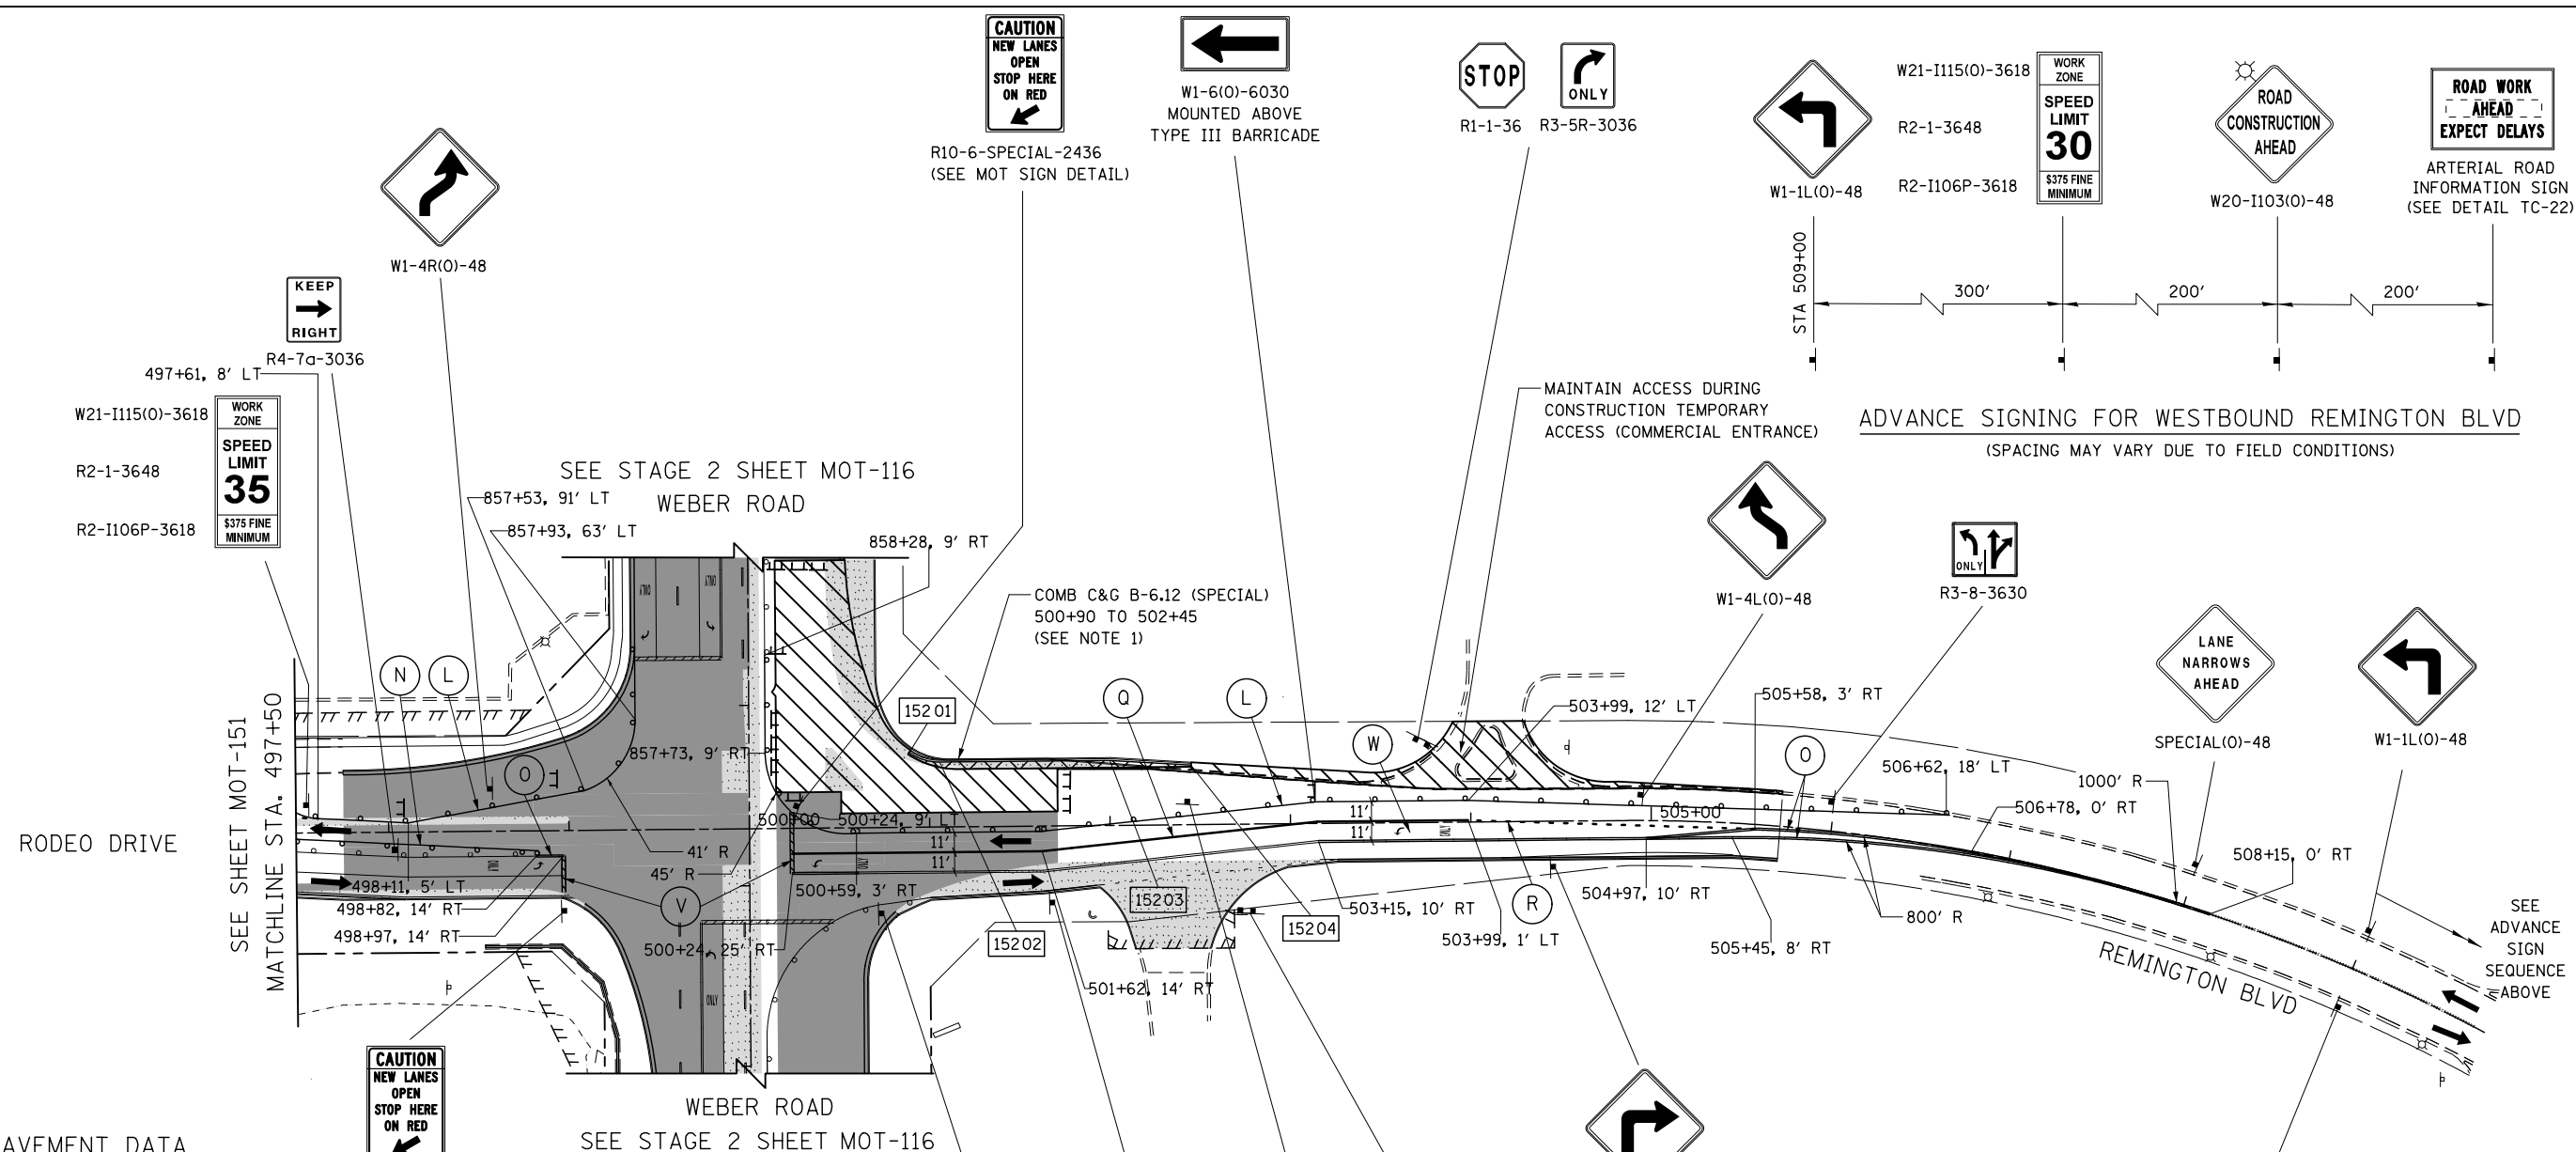 CAUTION
NEW LANES
OPEN
STOP HERE
ON RED
R10-6-SPECIAL-2436
(SEE MOT SIGN DETAIL)
W1-6(O)-6030
MOUNTED ABOVE
TYPE III BARRICADE
STOP
R1-1-36
ONLY
R3-5R-3036
W1-1L(O)-48
W21-I115(O)-3618
R2-1-3648
R2-I106P-3618
WORK
ZONE
SPEED
LIMIT
30
$375 FINE
MINIMUM
ROAD
CONSTRUCTION
AHEAD
W20-I103(O)-48
ROAD WORK
AHEAD
EXPECT DELAYS
ARTERIAL ROAD
INFORMATION SIGN
(SEE DETAIL TC-22)
STA 509+00
300'
200'
200'
ADVANCE SIGNING FOR WESTBOUND REMINGTON BLVD
(SPACING MAY VARY DUE TO FIELD CONDITIONS)
W1-4R(O)-48
KEEP
RIGHT
R4-7a-3036
497+61, 8' LT
W21-I115(O)-3618
R2-1-3648
R2-I106P-3618
WORK
ZONE
SPEED
LIMIT
35
$375 FINE
MINIMUM
SEE STAGE 2 SHEET MOT-116
WEBER ROAD
857+53, 91' LT
857+93, 63' LT
858+28, 9' RT
MAINTAIN ACCESS DURING
CONSTRUCTION TEMPORARY
ACCESS (COMMERCIAL ENTRANCE)
COMB C&G B-6.12 (SPECIAL)
500+90 TO 502+45
(SEE NOTE 1)
W1-4L(O)-48
ONLY
R3-8-3630
LANE
NARROWS
AHEAD
SPECIAL(O)-48
W1-1L(O)-48
SEE SHEET MOT-151
MATCHLINE STA. 497+50
N
L
O
ONLY
ONLY
15201
857+73, 9' RT
Q
L
W
503+99, 12' LT
505+58, 3' RT
O
506+62, 18' LT
1000' R
506+78, 0' RT
RODEO DRIVE
500+00
500+24, 9' LT
11'
11'
11'
11'
505+00
41' R
45' R
500+59, 3' RT
498+11, 5' LT
498+82, 14' RT
498+97, 14' RT
V
500+24, 25' RT
ONLY
ONLY
ONLY
ONLY
15203
15202
15204
503+15, 10' RT
R
503+99, 1' LT
504+97, 10' RT
505+45, 8' RT
800' R
508+15, 0' RT
501+62, 14' RT
REMINGTON BLVD
SEE
ADVANCE
SIGN
SEQUENCE
ABOVE
CAUTION
NEW LANES
OPEN
STOP HERE
ON RED
WEBER ROAD
SEE STAGE 2 SHEET MOT-116
AVEMENT DATA